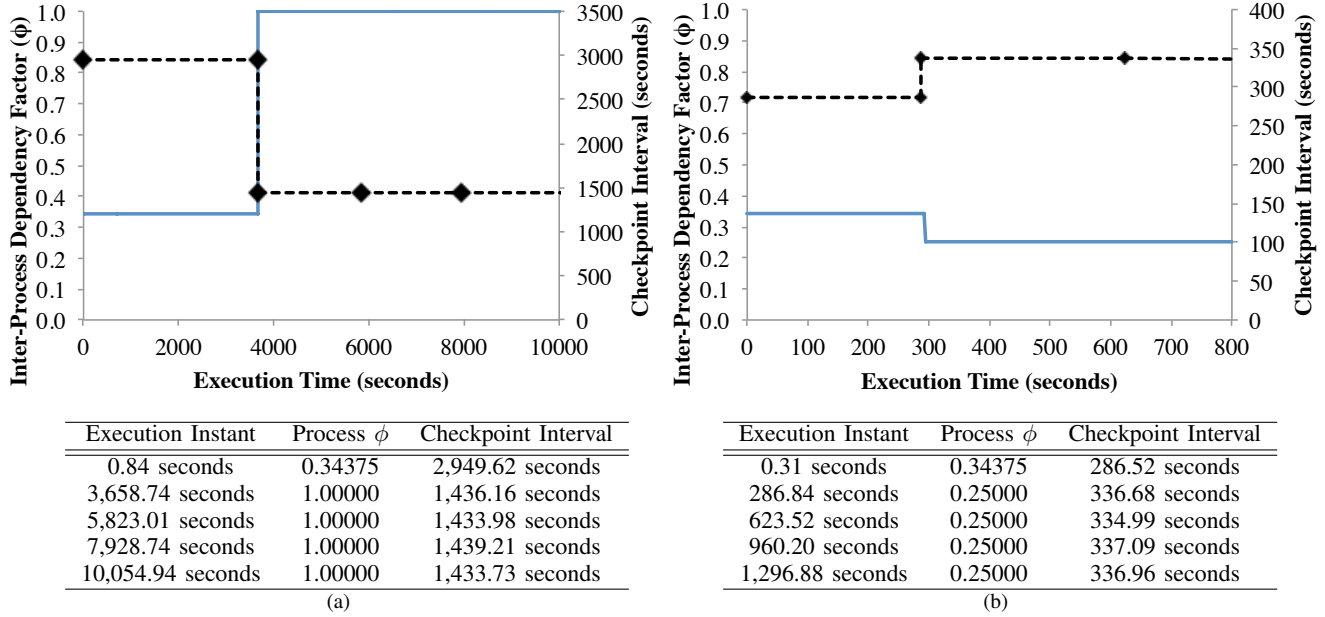 Inter-Process Dependency Factor (ϕ)
1.0
0.9
0.8
0.7
0.6
0.5
0.4
0.3
0.2
0.1
0.0
0 2000 4000 6000 8000 10000
Execution Time (seconds)
3500
3000
2500
2000
1500
1000
500
0
Checkpoint Interval (seconds)
Execution Instant Process ϕ Checkpoint Interval
0.84 seconds 0.34375 2,949.62 seconds
3,658.74 seconds 1.00000 1,436.16 seconds
5,823.01 seconds 1.00000 1,433.98 seconds
7,928.74 seconds 1.00000 1,439.21 seconds
10,054.94 seconds 1.00000 1,433.73 seconds
(a)
Inter-Process Dependency Factor (ϕ)
1.0
0.9
0.8
0.7
0.6
0.5
0.4
0.3
0.2
0.1
0.0
0 100 200 300 400 500 600 700 800
Execution Time (seconds)
400
350
300
250
200
150
100
50
0
Checkpoint Interval (seconds)
Execution Instant Process ϕ Checkpoint Interval
0.31 seconds 0.34375 286.52 seconds
286.84 seconds 0.25000 336.68 seconds
623.52 seconds 0.25000 334.99 seconds
960.20 seconds 0.25000 337.09 seconds
1,296.88 seconds 0.25000 336.96 seconds
(b)